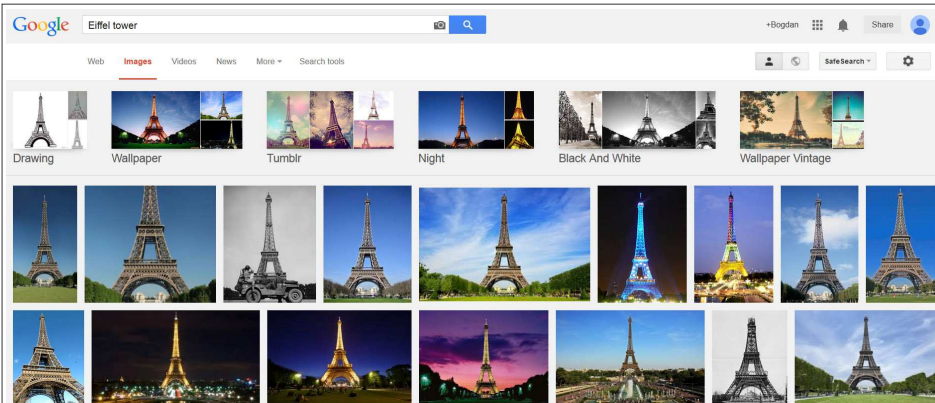 Google Eiffel tower +Bogdan Share
Web Images Videos News More Search tools SafeSearch
Drawing Wallpaper Tumblr Night Black And White Wallpaper Vintage